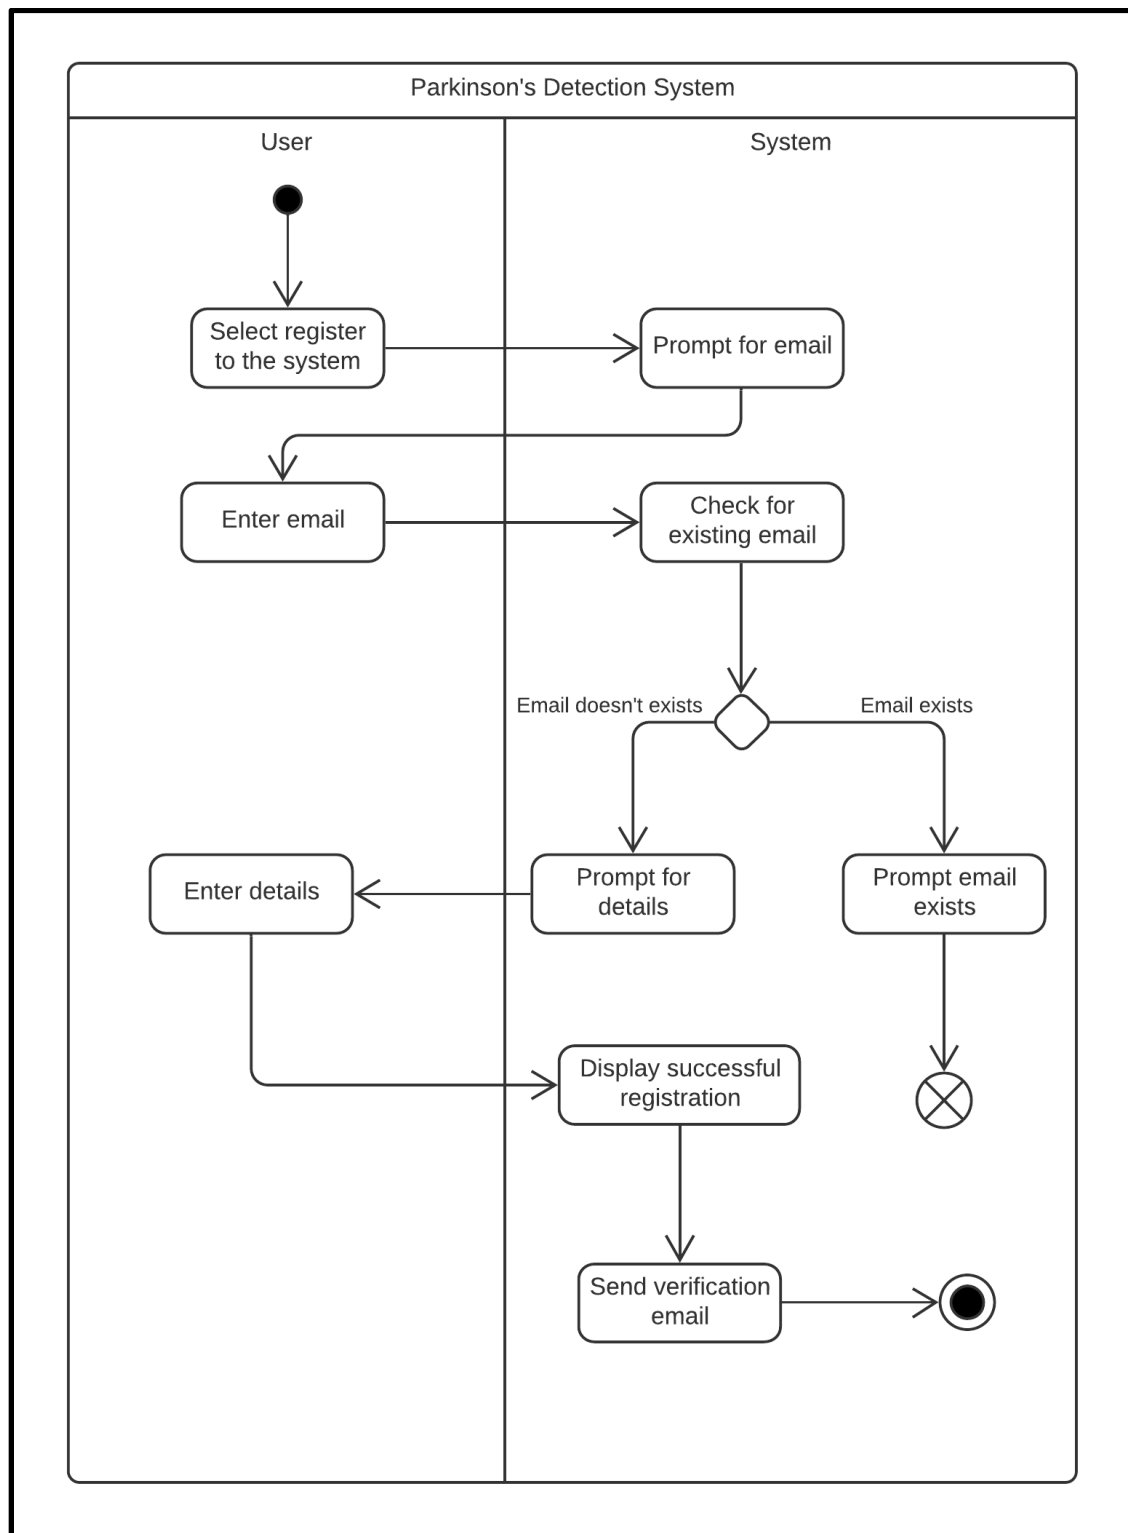 Parkinson's Detection System
User
System
Select register
to the system
Prompt for email
Enter email
Check for
existing email
Email doesn't exists
Email exists
Enter details
Prompt for
details
Prompt email
exists
Display successful
registration
Send verification
email